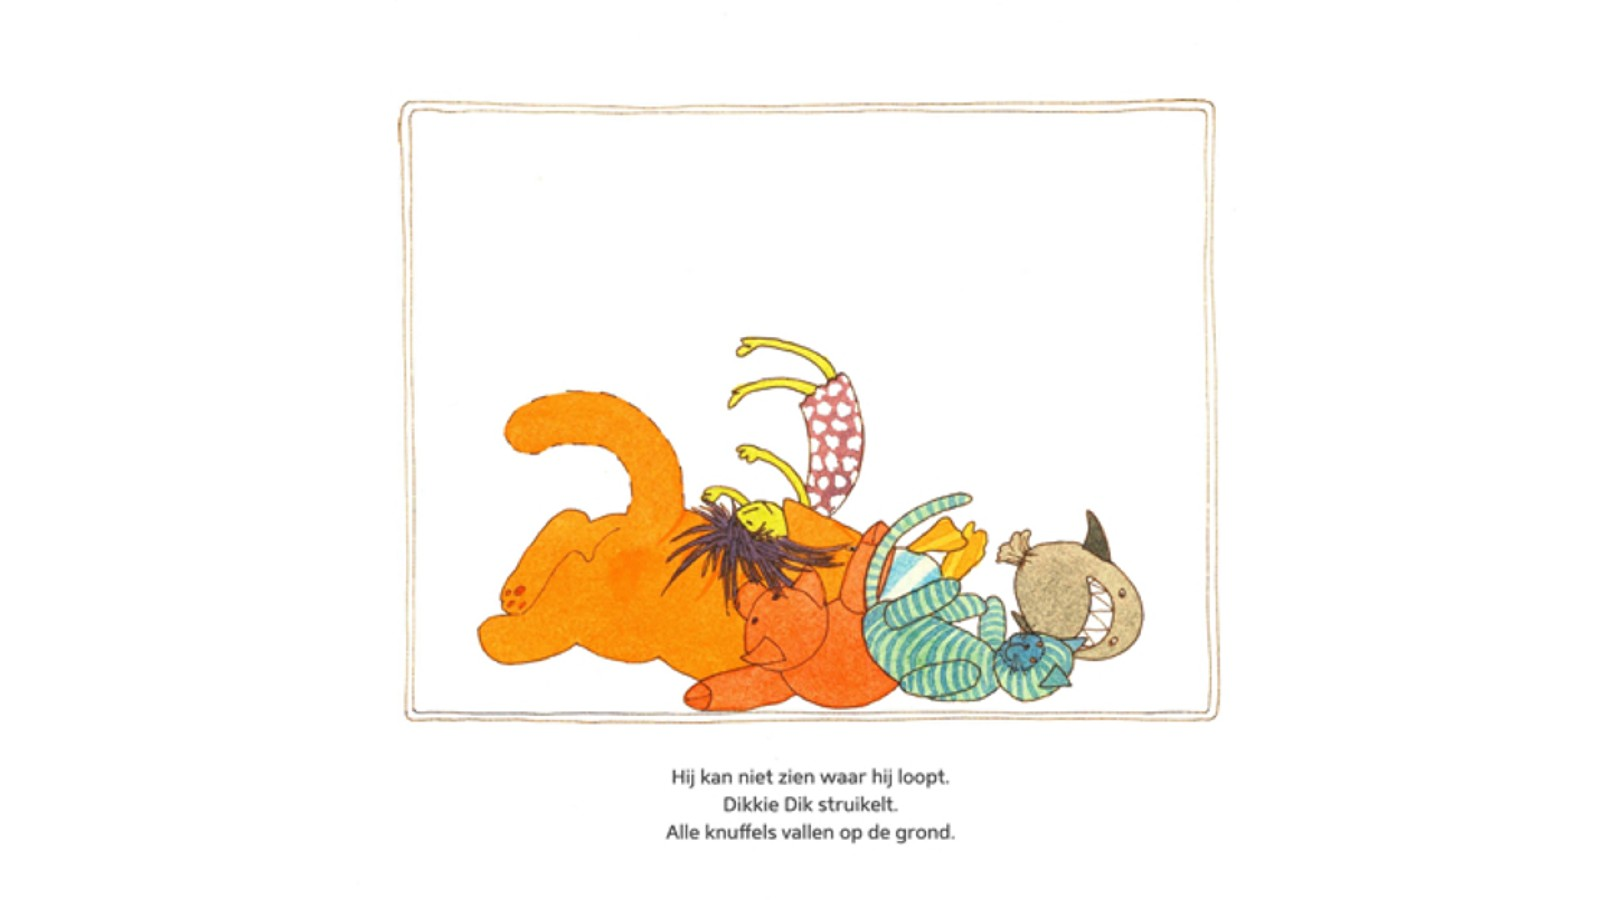 Hij kan niet zien waar hij loopt.
Dikkie Dik struikelt.
Alle knuffels vallen op de grond.